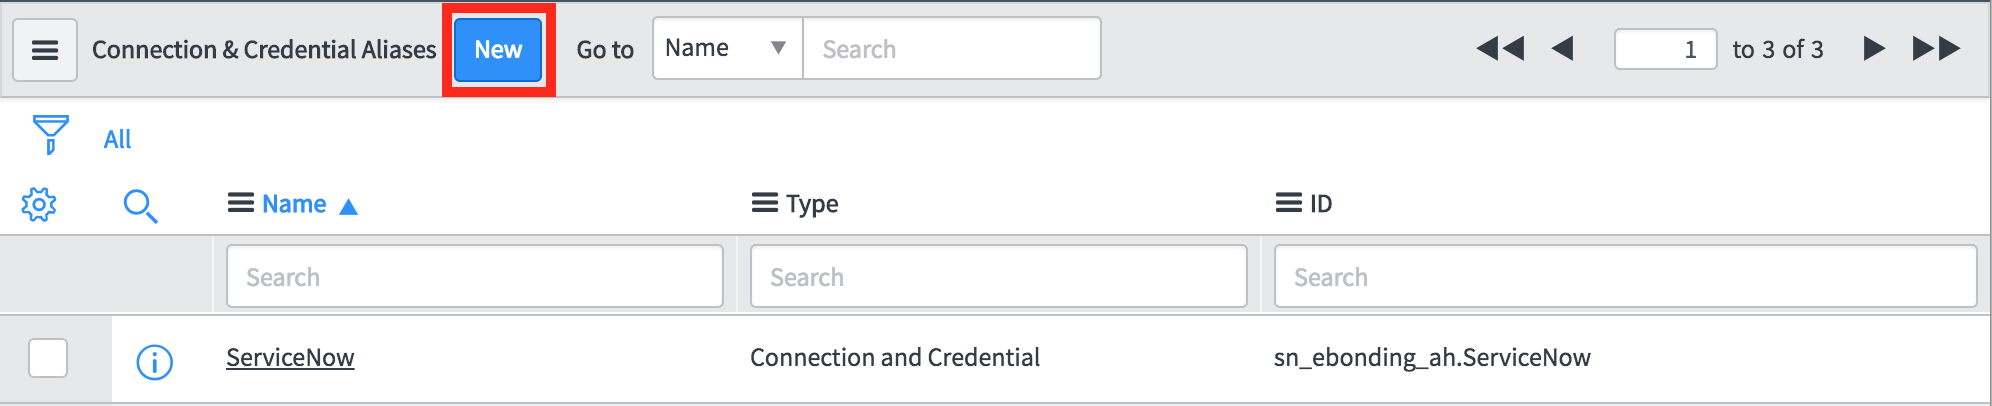 Connection & Credential Aliases New Go to Name Search 1 to 3 of 3
All
Name Type ID
Search Search Search
ServiceNow Connection and Credential sn_ebonding_ah.ServiceNow